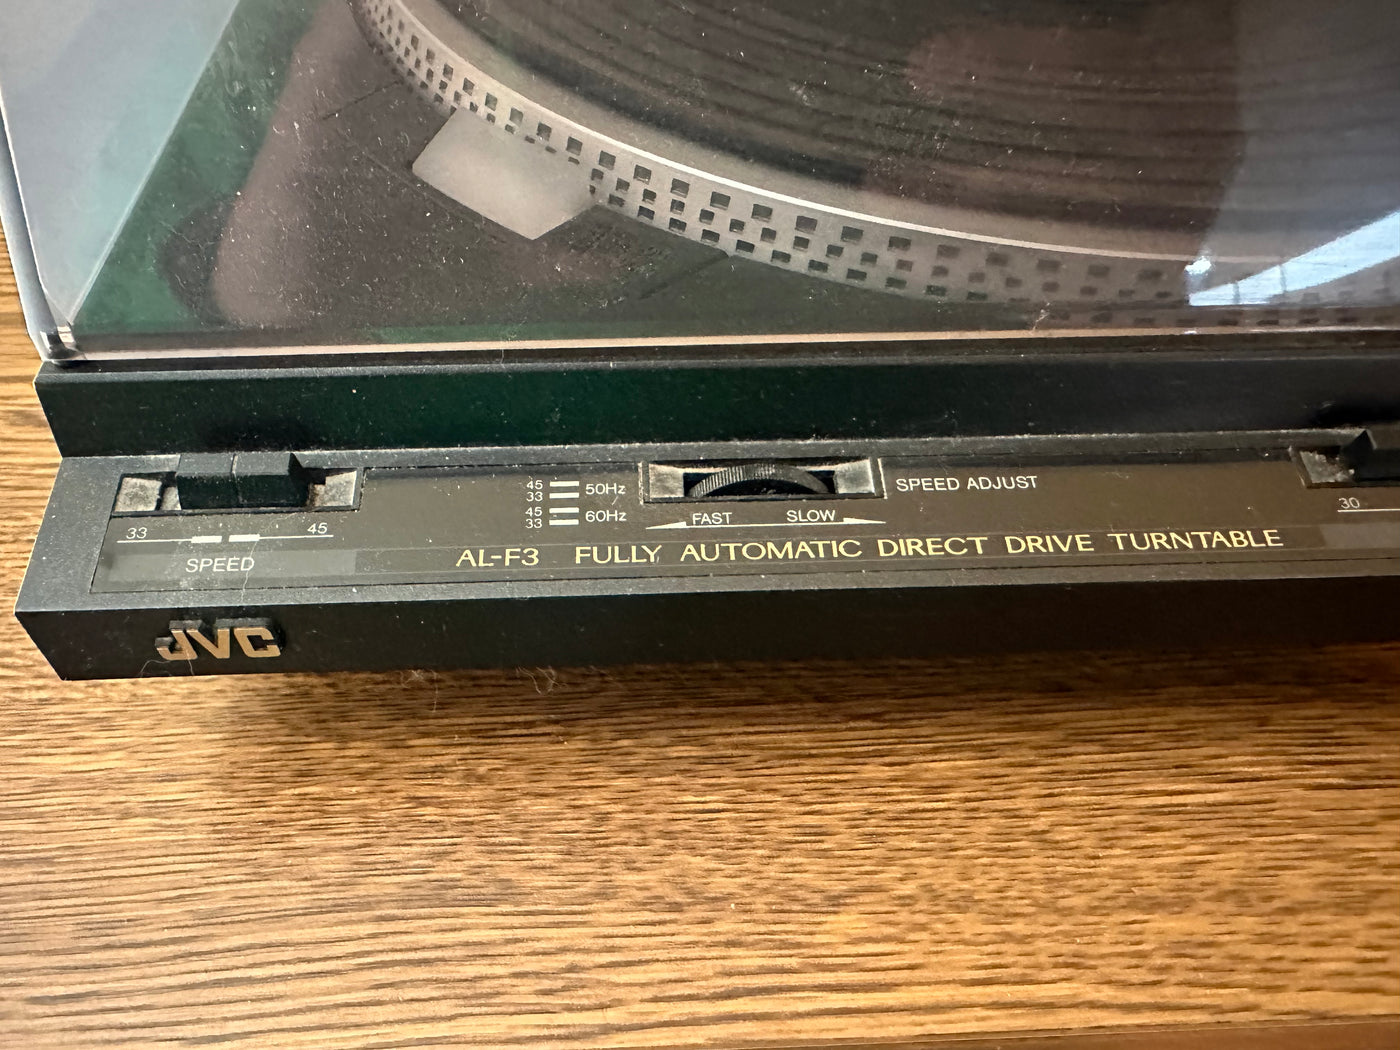 45
33
50Hz
45
33
60Hz
SPEED ADJUST
FAST
SLOW
33
45
SPEED
30
AL-F3 FULLY AUTOMATIC DIRECT DRIVE TURNTABLE
JVC